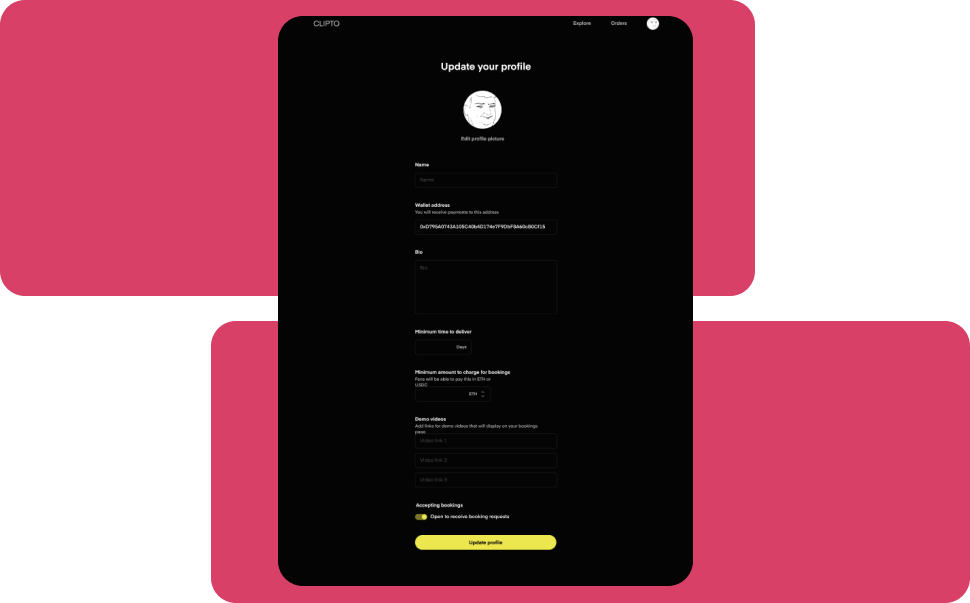 CLIPTO
Explore
Orders
Update your profile
Edit profile picture
Name
Name
Wallet address
You will receive payments to this address
Bio
Bio
Minimum time to deliver
Days
Minimum amount to charge for bookings
Fans will be able to pay this in ETH or
USDC
ETH
Demo videos
Add links for demo videos that will display on your bookings
page
Video link 1
Video link 2
Video link 3
Accepting bookings
Open to receive booking requests
Update profile